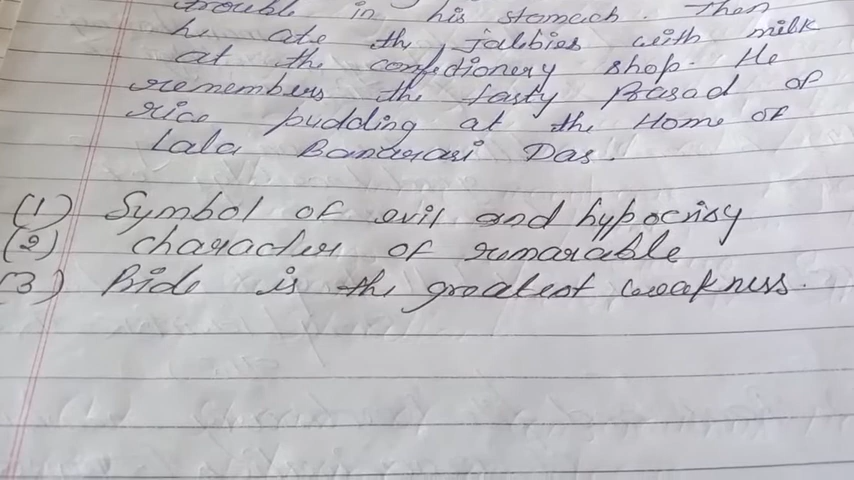 trouble in his stomach. Then
he ate th jalebies with milk
at the confectionery shop. He
remembers the tasty Prasad of
rice pudding at the Home of
Lala Banarasi Das.
(1) Symbol of evil and hypocrisy
(2) character of remarable
(3) Pride is the greatest weakness.